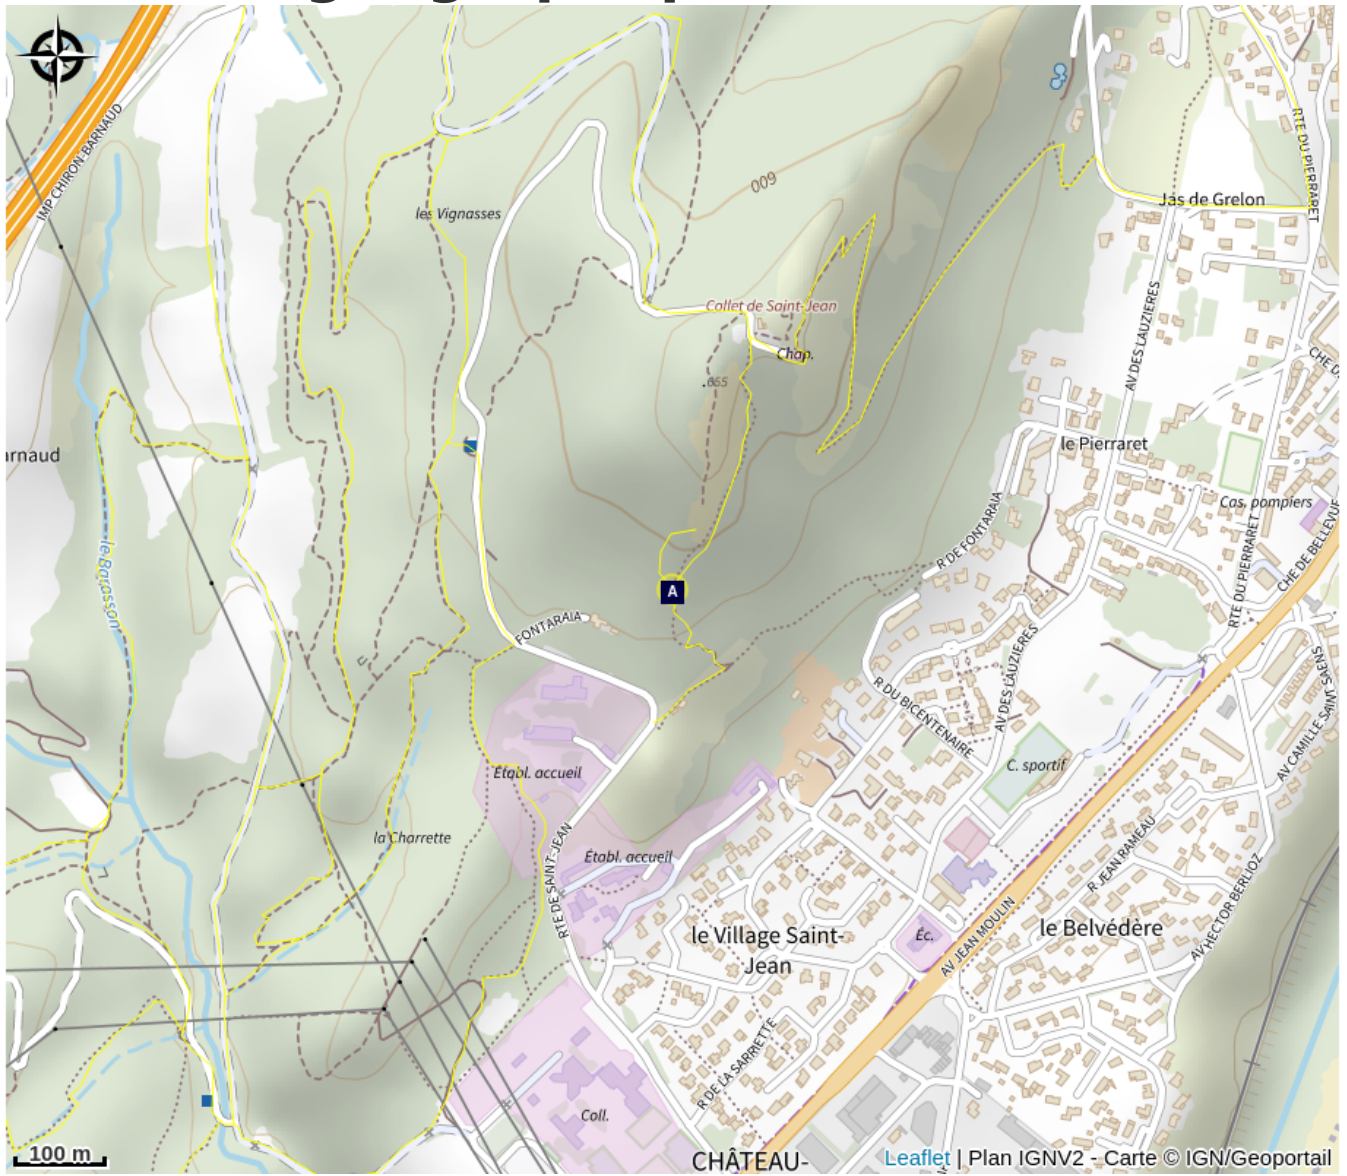 IMP CHIRON-BARNAUD
RTE DU PIERRARET
les Vignasses
009
Jas de Grelon
Collet de Saint-Jean
Chap.
.655
AV DES LAUZIERES
CHE D
arnaud
le Pierraret
Cas. pompiers
R DE FONTARAIA
CHE DE BELLEVUE
RTE DU PIERRARET
le Barasson
A
FONTARAIA
AV DES LAUZIERES
R DU BICENTENAIRE
AV CAMILLE SAINT SAENS
C. sportif
Établ. accueil
la Charrette
Établ. accueil
RTE DE SAINT-JEAN
R JEAN RAMEAU
AV HECTOR BERLIOZ
le Village Saint-
Jean
Éc.
le Belvédère
AV JEAN MOULIN
R DE LA SARRIETTE
Coll.
100 m
CHÂTEAU-
Leaflet | Plan IGNV2 - Carte © IGN/Geoportail